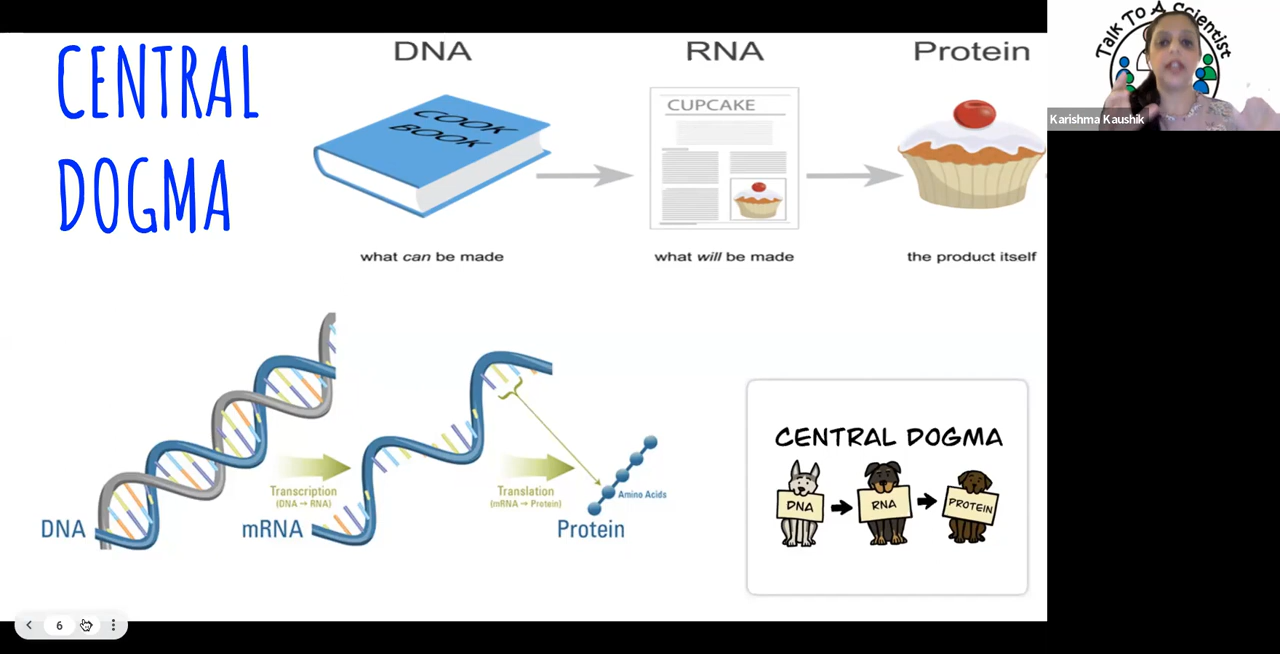 CENTRAL
DOGMA
DNA
RNA
Protein
COOK
BOOK
CUPCAKE
what can be made
what will be made
the product itself
Talk To A Scientist
Karishma Kaushik
DNA
Transcription
(DNA → RNA)
mRNA
Translation
(mRNA → Protein)
Amino Acids
Protein
CENTRAL DOGMA
DNA
RNA
PROTEIN
6